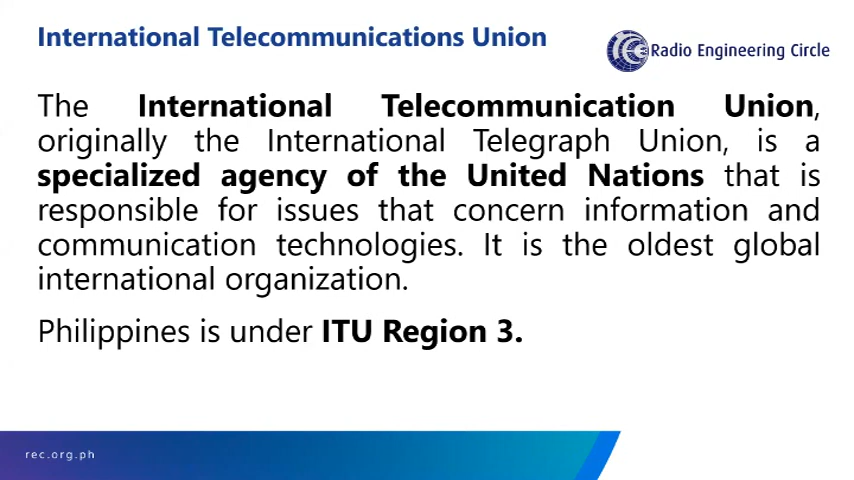 International Telecommunications Union
Radio Engineering Circle
The International Telecommunication Union,
originally the International Telegraph Union, is a
specialized agency of the United Nations that is
responsible for issues that concern information and
communication technologies. It is the oldest global
international organization.
Philippines is under ITU Region 3.
rec.org.ph